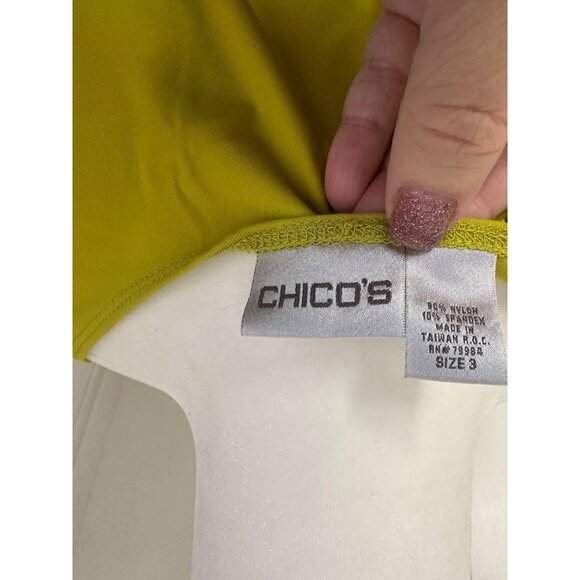 CHICO'S
90% NYLON
10% SPANDEX
MADE IN
TAIWAN R.O.C.
RN# 79984
SIZE 3